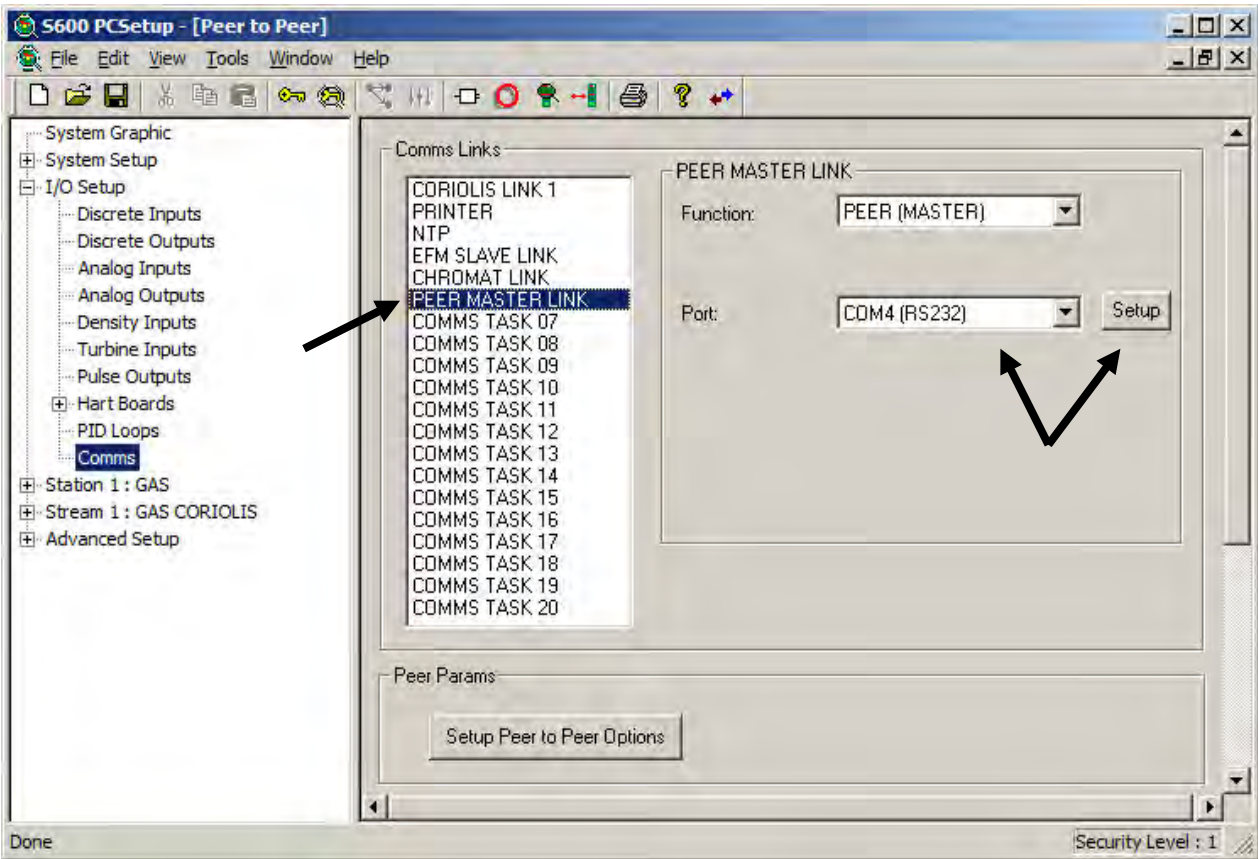 S600 PCSetup - [Peer to Peer]
File Edit View Tools Window Help
System Graphic
System Setup
I/O Setup
Discrete Inputs
Discrete Outputs
Analog Inputs
Analog Outputs
Density Inputs
Turbine Inputs
Pulse Outputs
Hart Boards
PID Loops
Comms
Station 1 : GAS
Stream 1 : GAS CORIOLIS
Advanced Setup
Comms Links
CORIOLIS LINK 1
PRINTER
NTP
EFM SLAVE LINK
CHROMAT LINK
PEER MASTER LINK
COMMS TASK 07
COMMS TASK 08
COMMS TASK 09
COMMS TASK 10
COMMS TASK 11
COMMS TASK 12
COMMS TASK 13
COMMS TASK 14
COMMS TASK 15
COMMS TASK 16
COMMS TASK 17
COMMS TASK 18
COMMS TASK 19
COMMS TASK 20
PEER MASTER LINK
Function: PEER (MASTER)
Port: COM4 (RS232) Setup
Peer Params
Setup Peer to Peer Options
Done Security Level : 1